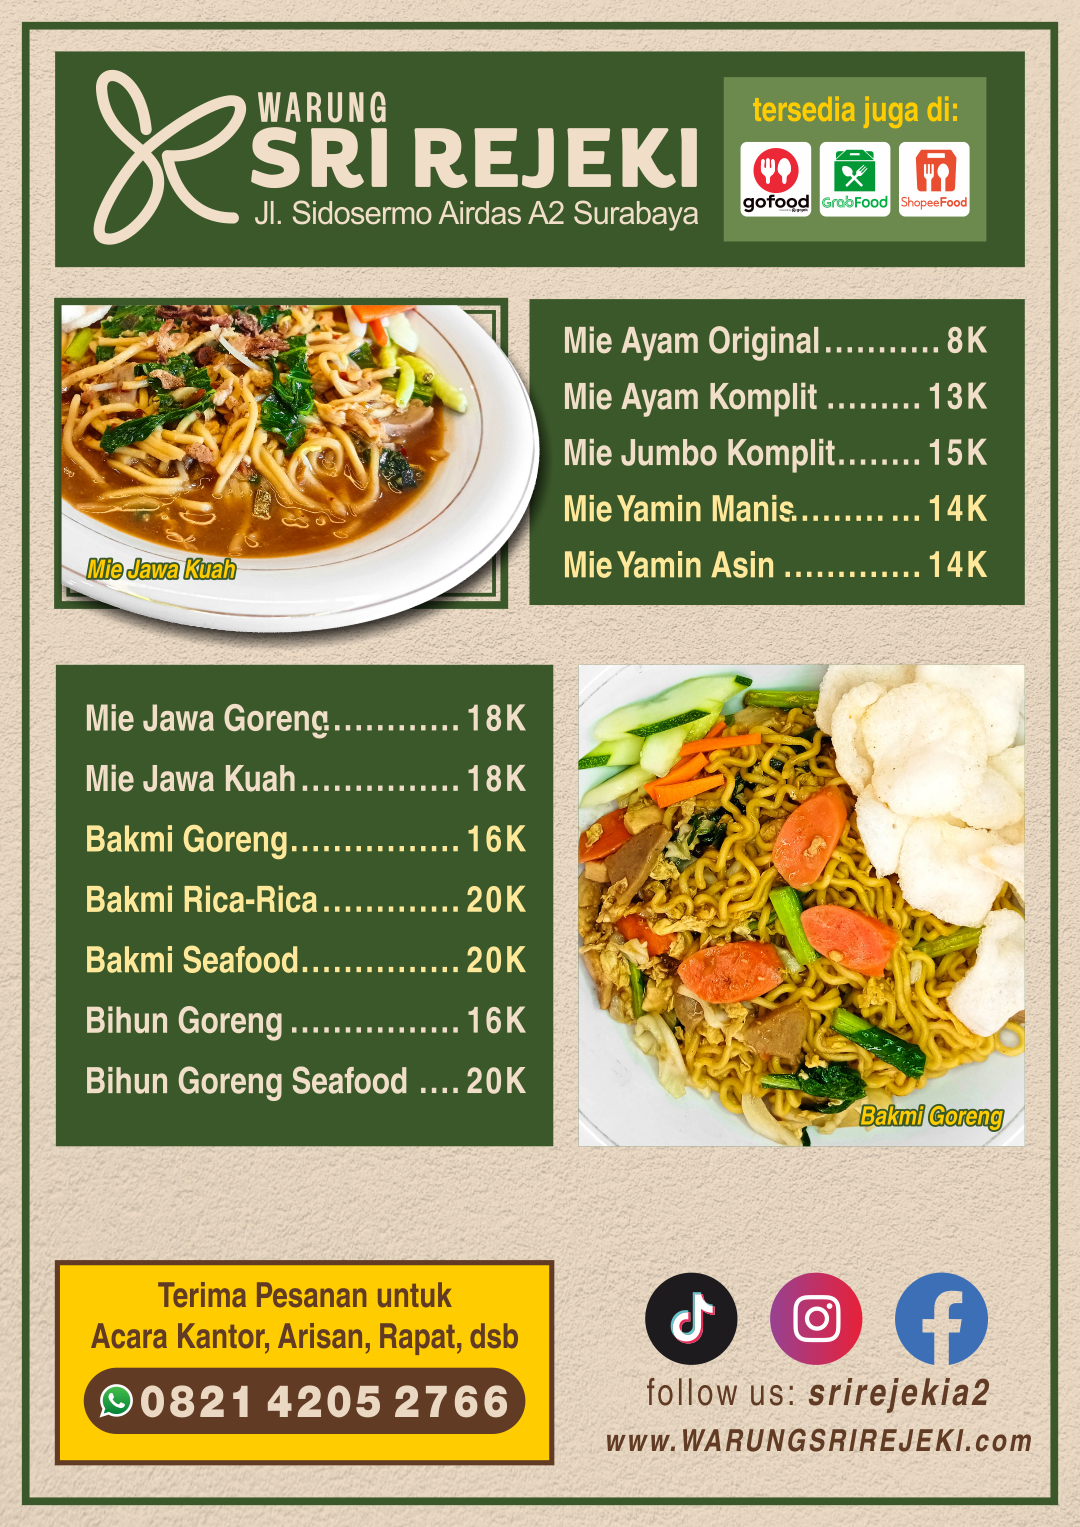 WARUNG
SRI REJEKI
Jl. Sidosermo Airdas A2 Surabaya
tersedia juga di:
gofood
GrabFood
ShopeeFood
Mie Jawa Kuah
Mie Ayam Original ........... 8K
Mie Ayam Komplit ......... 13K
Mie Jumbo Komplit........ 15K
Mie Yamin Manis............ 14K
Mie Yamin Asin ............. 14K
Mie Jawa Goreng............. 18K
Mie Jawa Kuah ............... 18K
Bakmi Goreng................ 16K
Bakmi Rica-Rica ............. 20K
Bakmi Seafood............... 20K
Bihun Goreng ................ 16K
Bihun Goreng Seafood .... 20K
Bakmi Goreng
Terima Pesanan untuk
Acara Kantor, Arisan, Rapat, dsb
0821 4205 2766
follow us: srirejekia2
www.WARUNGSRIREJEKI.com